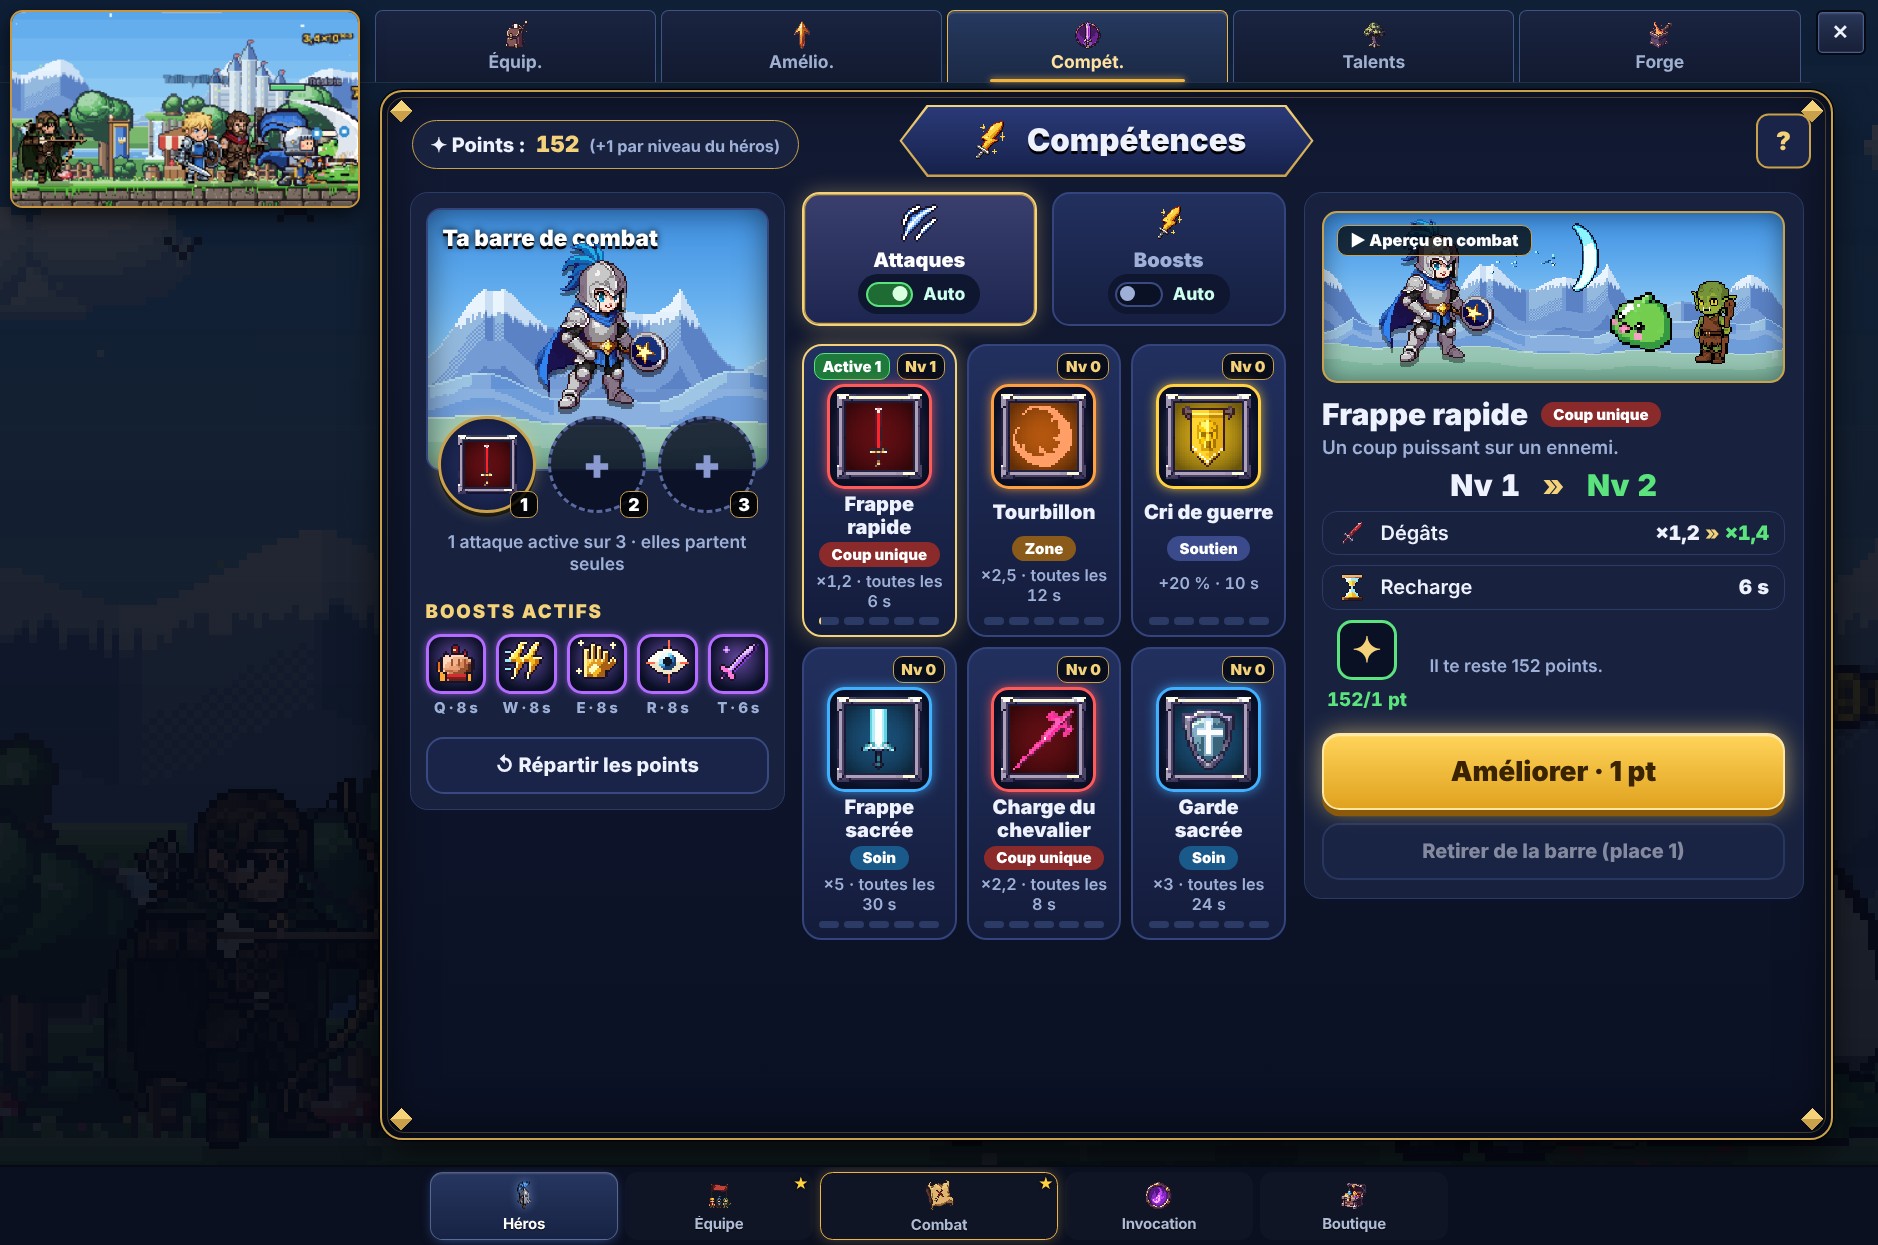 Équip.
Amélio.
Compét.
Talents
Forge
✕
✦ Points : 152 (+1 par niveau du héros)
Compétences
?
Ta barre de combat
1
2
3
1 attaque active sur 3 · elles partent
seules
BOOSTS ACTIFS
Q·8s
W·8s
E·8s
R·8s
T·6s
↺ Répartir les points
Attaques
Auto
Boosts
Auto
Active 1
Nv 1
Frappe
rapide
Coup unique
×1,2 · toutes les
6 s
Nv 0
Tourbillon
Zone
×2,5 · toutes les
12 s
Nv 0
Cri de guerre
Soutien
+20 % · 10 s
Nv 0
Frappe
sacrée
Soin
×5 · toutes les
30 s
Nv 0
Charge du
chevalier
Coup unique
×2,2 · toutes les
8 s
Nv 0
Garde
sacrée
Soin
×3 · toutes les
24 s
▶ Aperçu en combat
Frappe rapide Coup unique
Un coup puissant sur un ennemi.
Nv 1 » Nv 2
Dégâts ×1,2 » ×1,4
Recharge 6 s
Il te reste 152 points.
152/1 pt
Améliorer · 1 pt
Retirer de la barre (place 1)
Héros
Équipe
Combat
Invocation
Boutique